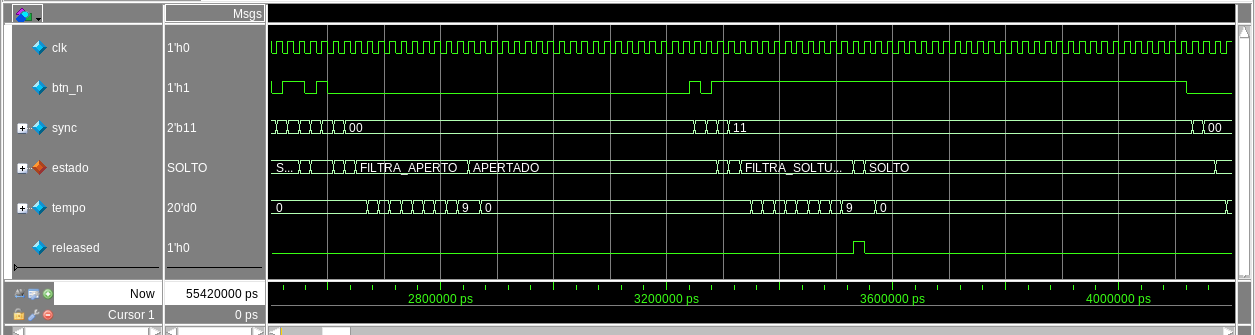 Msgs
clk 1'h0
btn_n 1'h1
sync 2'b11 00 11 00
estado SOLTO S... FILTRA_APERTO APERTADO FILTRA_SOLTU... SOLTO
tempo 20'd0 0 9 0 9 0
released 1'h0
Now 55420000 ps 2800000 ps 3200000 ps 3600000 ps 4000000 ps
Cursor 1 0 ps